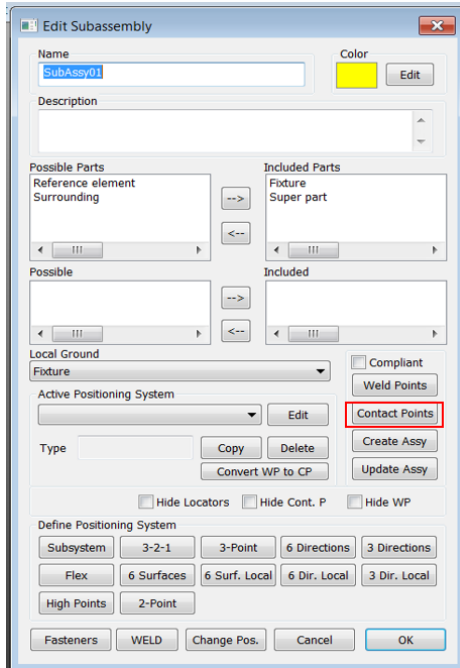 Edit Subassembly
Name
Color
SubAssy01
Edit
Description
Possible Parts
Included Parts
Reference element
Surrounding
-->
<--
Fixture
Super part
Possible
Included
-->
<--
Local Ground
Fixture
Compliant
Weld Points
Active Positioning System
Edit
Contact Points
Type
Copy
Delete
Create Assy
Convert WP to CP
Update Assy
Hide Locators
Hide Cont. P
Hide WP
Define Positioning System
Subsystem
3-2-1
3-Point
6 Directions
3 Directions
Flex
6 Surfaces
6 Surf. Local
6 Dir. Local
3 Dir. Local
High Points
2-Point
Fasteners
WELD
Change Pos.
Cancel
OK